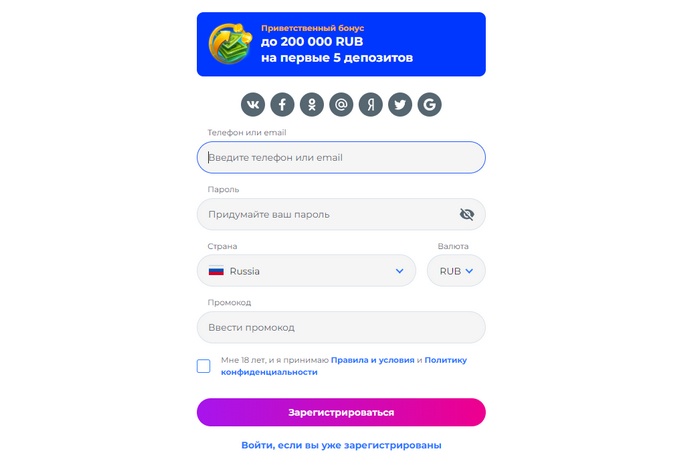 Приветственный бонус
до 200 000 RUB
на первые 5 депозитов
Телефон или email
Введите телефон или email
Пароль
Придумайте ваш пароль
Страна
Валюта
Russia
RUB
Промокод
Ввести промокод
Мне 18 лет, и я принимаю Правила и условия и Политику
конфиденциальности
Зарегистрироваться
Войти, если вы уже зарегистрированы